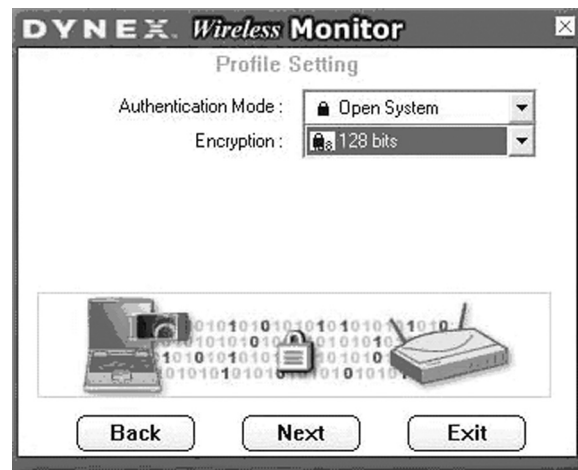 DYNEX. Wireless Monitor
Profile Setting
Authentication Mode : Open System
Encryption : 128 bits
Back Next Exit